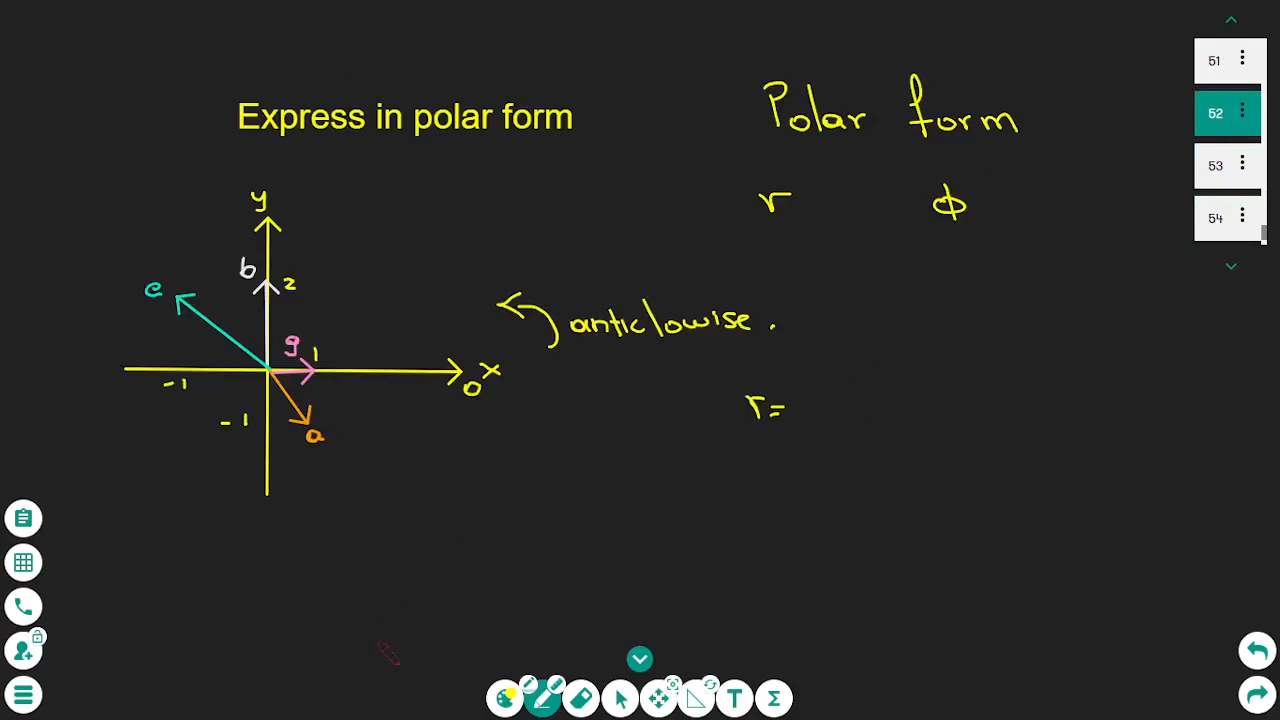 Express in polar form
Polar form
r ϕ
y
b 2
e
anticlowise.
g 1
x
0
-1
-1
a
r=
51
52
53
54
T
Σ